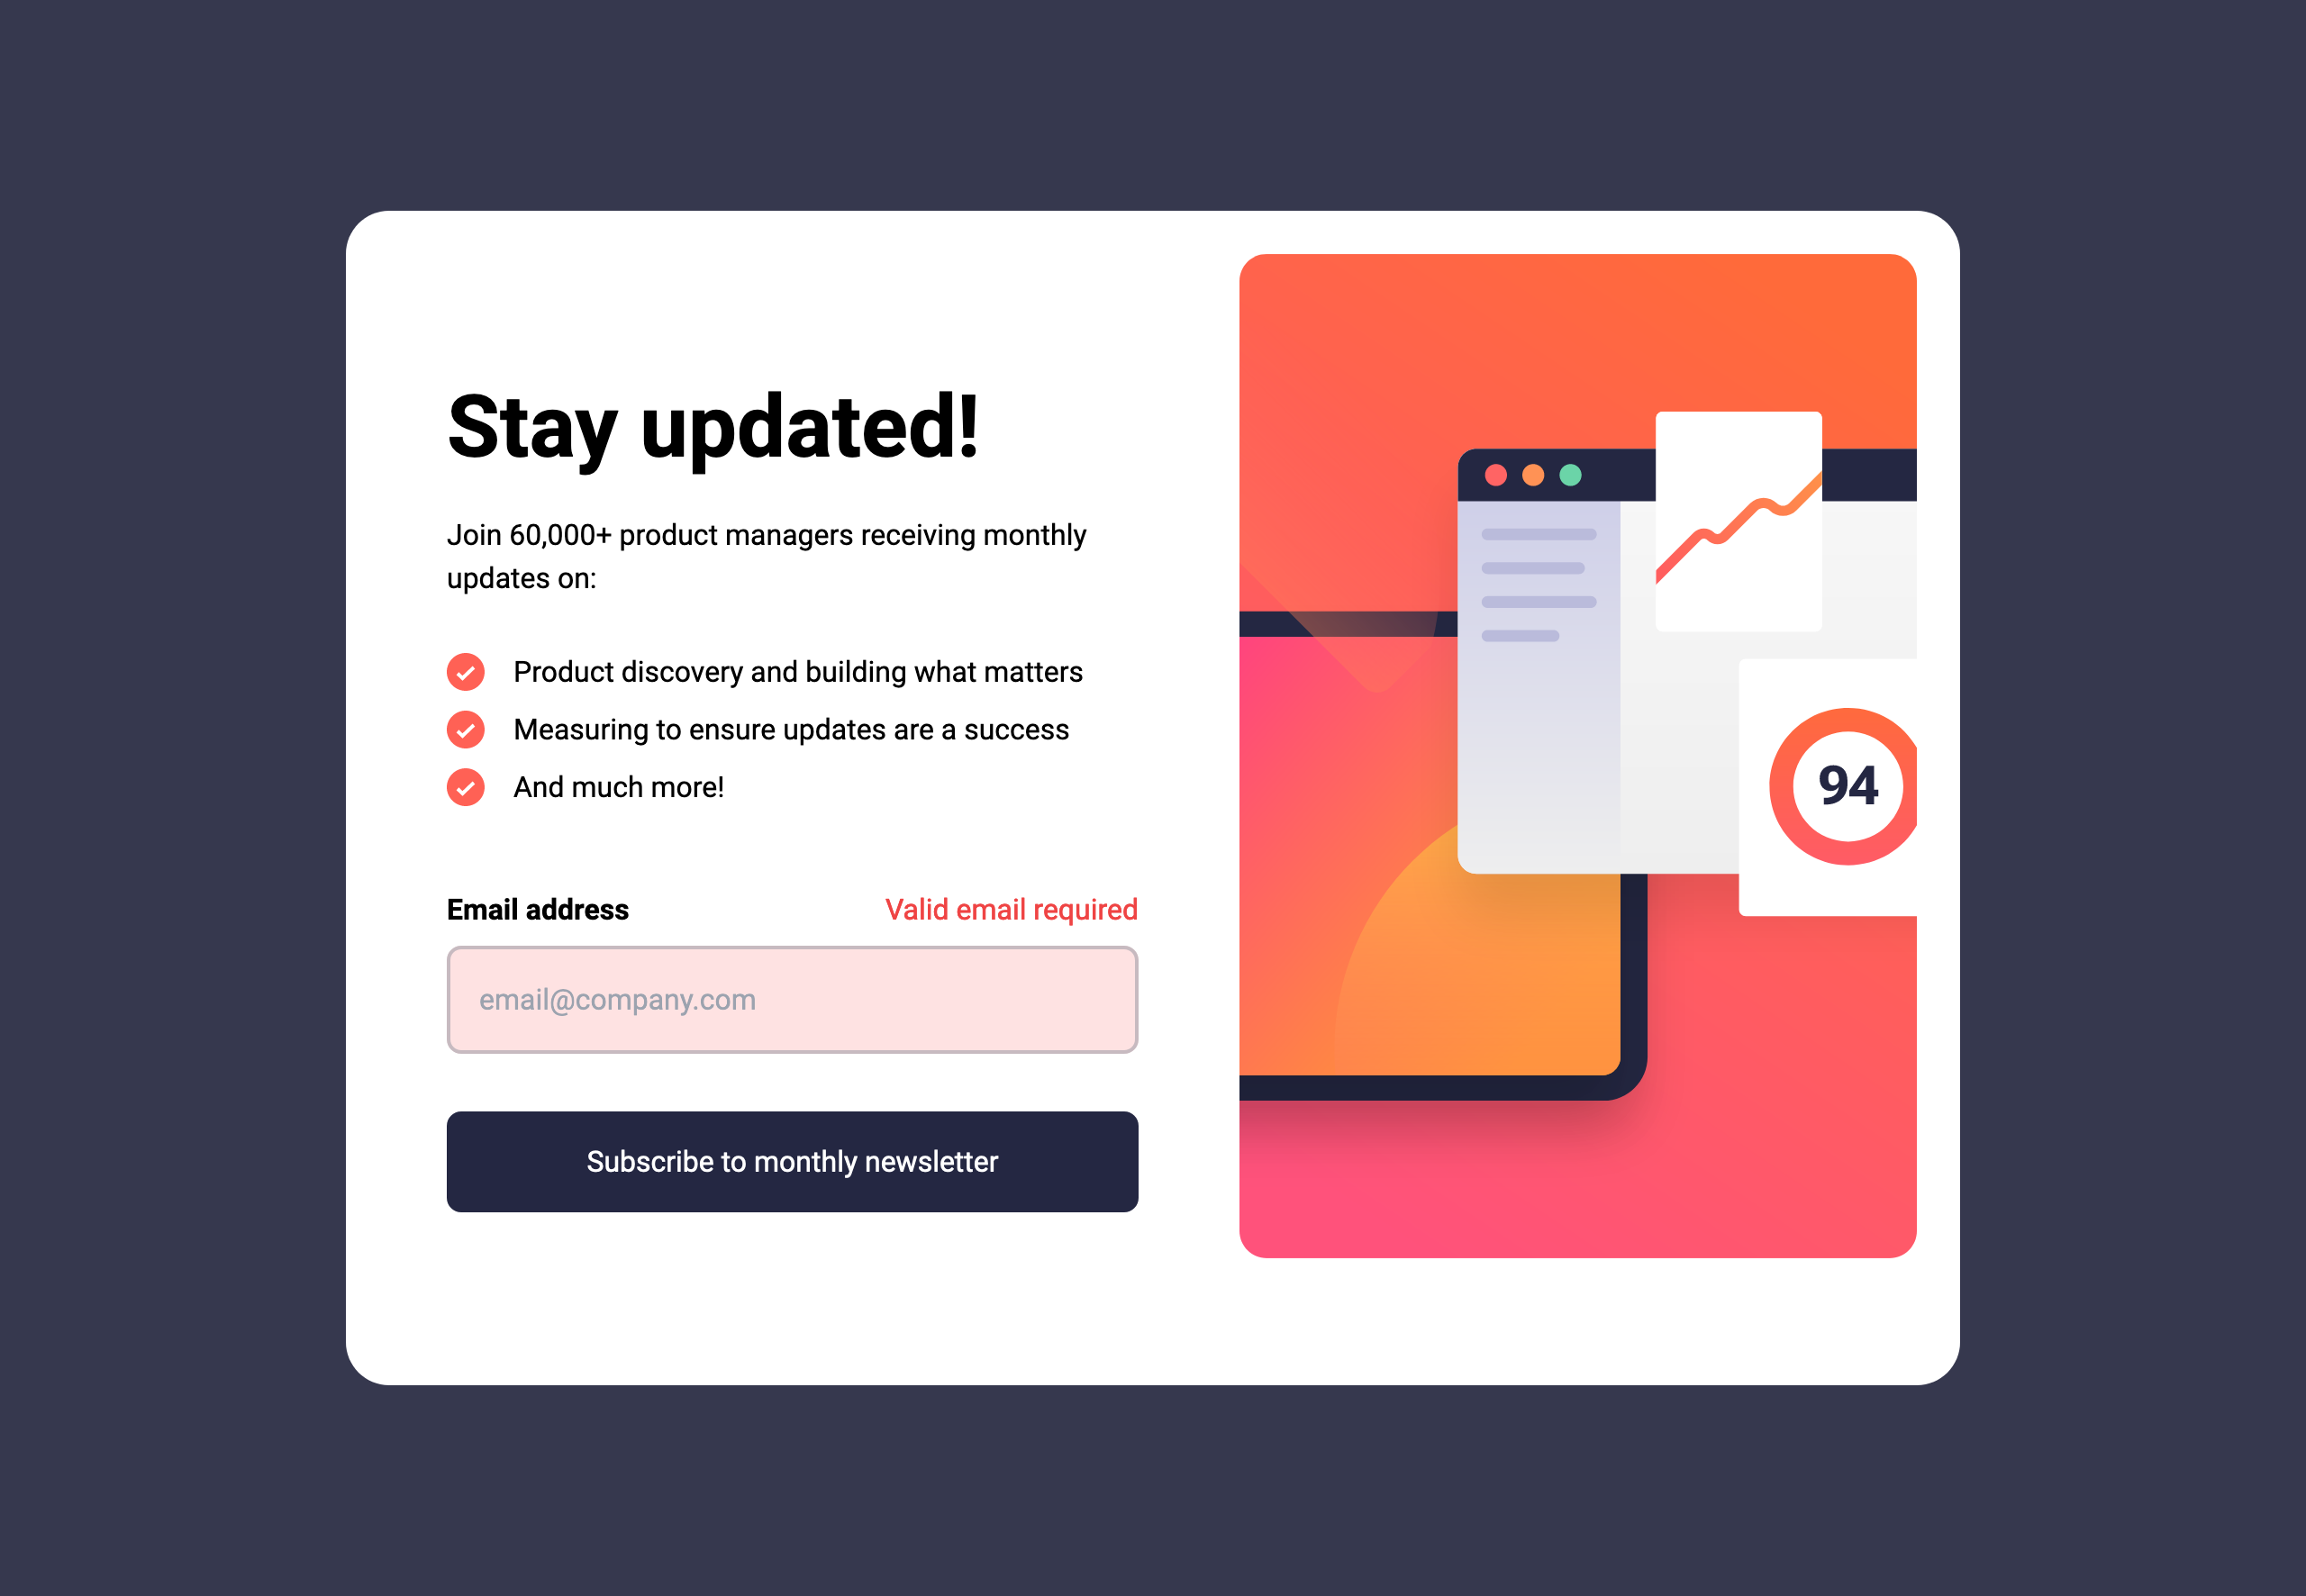 Stay updated!
Join 60,000+ product managers receiving monthly
updates on:
Product discovery and building what matters
Measuring to ensure updates are a success
And much more!
Email address
Valid email required
email@company.com
Subscribe to monthly newsletter
94